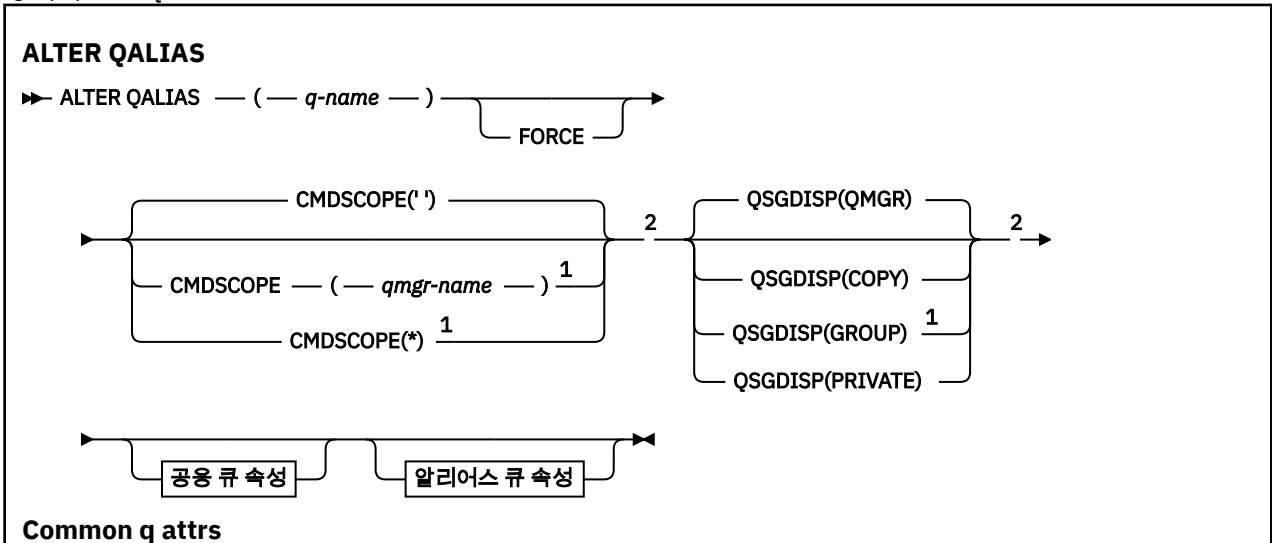 ALTER QALIAS
ALTER QALIAS ( q-name )
FORCE
CMDSCOPE(' ') 2 QSGDISP(QMGR) 2
CMDSCOPE ( qmgr-name ) 1 QSGDISP(COPY)
CMDSCOPE(*) 1 QSGDISP(GROUP) 1
QSGDISP(PRIVATE)
공용 큐 속성 알리어스 큐 속성
Common q attrs